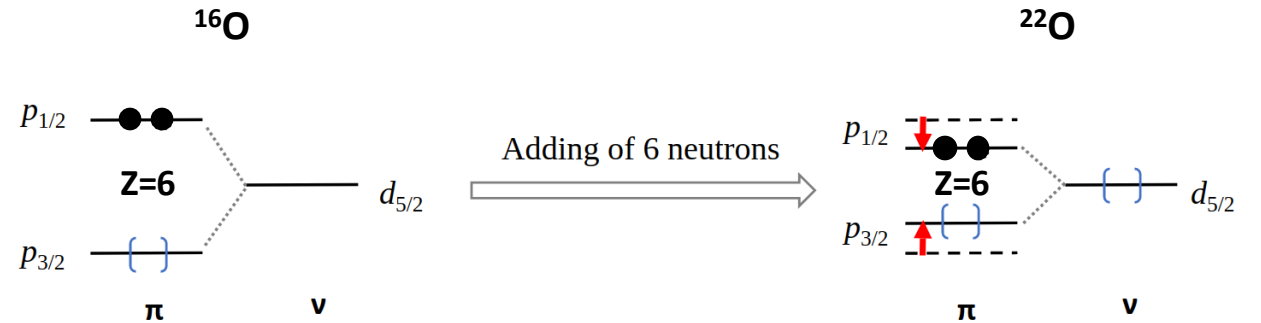 ¹⁶O
p₁/₂
Z=6
d₅/₂
p₃/₂
π
ν
Adding of 6 neutrons
²²O
p₁/₂
Z=6
d₅/₂
p₃/₂
π
ν